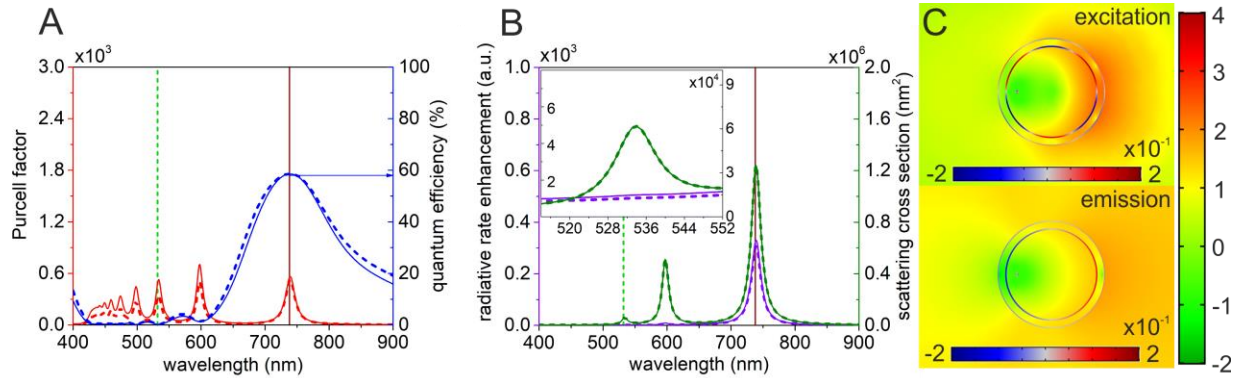 A
x10³
3.0
2.4
1.8
1.2
0.6
0.0
Purcell factor
100
80
60
40
20
0
quantum efficiency (%)
400 500 600 700 800 900
wavelength (nm)
B
x10³
x10⁶
1.0
0.8
0.6
0.4
0.2
0.0
radiative rate enhancement (a.u.)
2.0
1.6
1.2
0.8
0.4
0.0
scattering cross section (nm²)
x10⁴
6
4
2
9
6
3
0
520 528 536 544 552
400 500 600 700 800 900
wavelength (nm)
C
excitation
x10⁻¹
-2 2
emission
x10⁻¹
-2 2
4
3
2
1
0
-1
-2